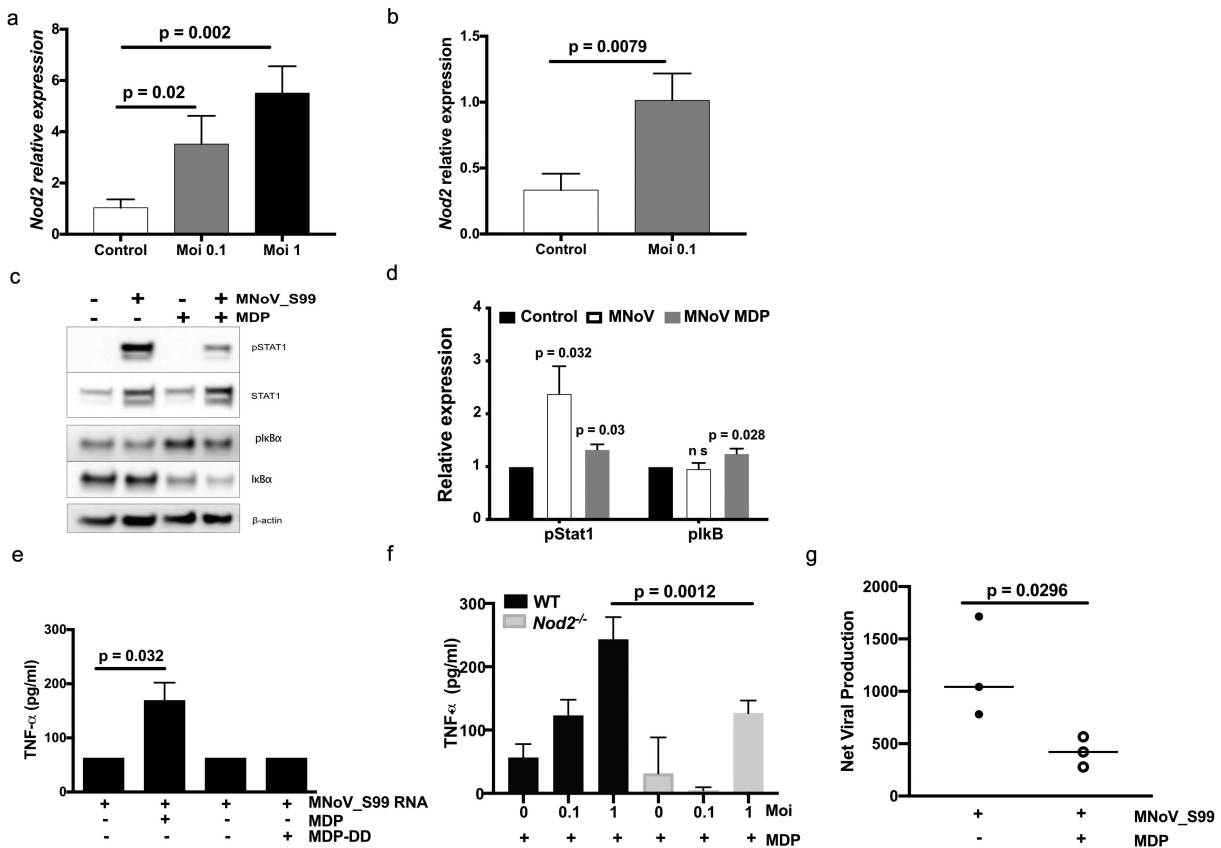 a
p = 0.002
p = 0.02
8
6
4
2
0
Nod2 relative expression
Control Moi 0.1 Moi 1
b
p = 0.0079
1.5
1.0
0.5
0.0
Nod2 relative expression
Control Moi 0.1
c
- + - + MNoV_S99
- - + + MDP
pSTAT1
STAT1
pIκBα
IκBα
β-actin
d
Control MNoV MNoV MDP
4
3
2
1
0
Relative expression
p = 0.032
p = 0.03
n s
p = 0.028
pStat1 pIkB
e
300
200
100
0
TNF-α (pg/ml)
p = 0.032
+ + + + MNoV_S99 RNA
- + - - MDP
- - - + MDP-DD
f
WT
Nod2-/-
p = 0.0012
300
200
100
0
TNF-α (pg/ml)
0 0.1 1 0 0.1 1 Moi
+ + + + + + MDP
g
p = 0.0296
2000
1500
1000
500
0
Net Viral Production
+ + MNoV_S99
- + MDP